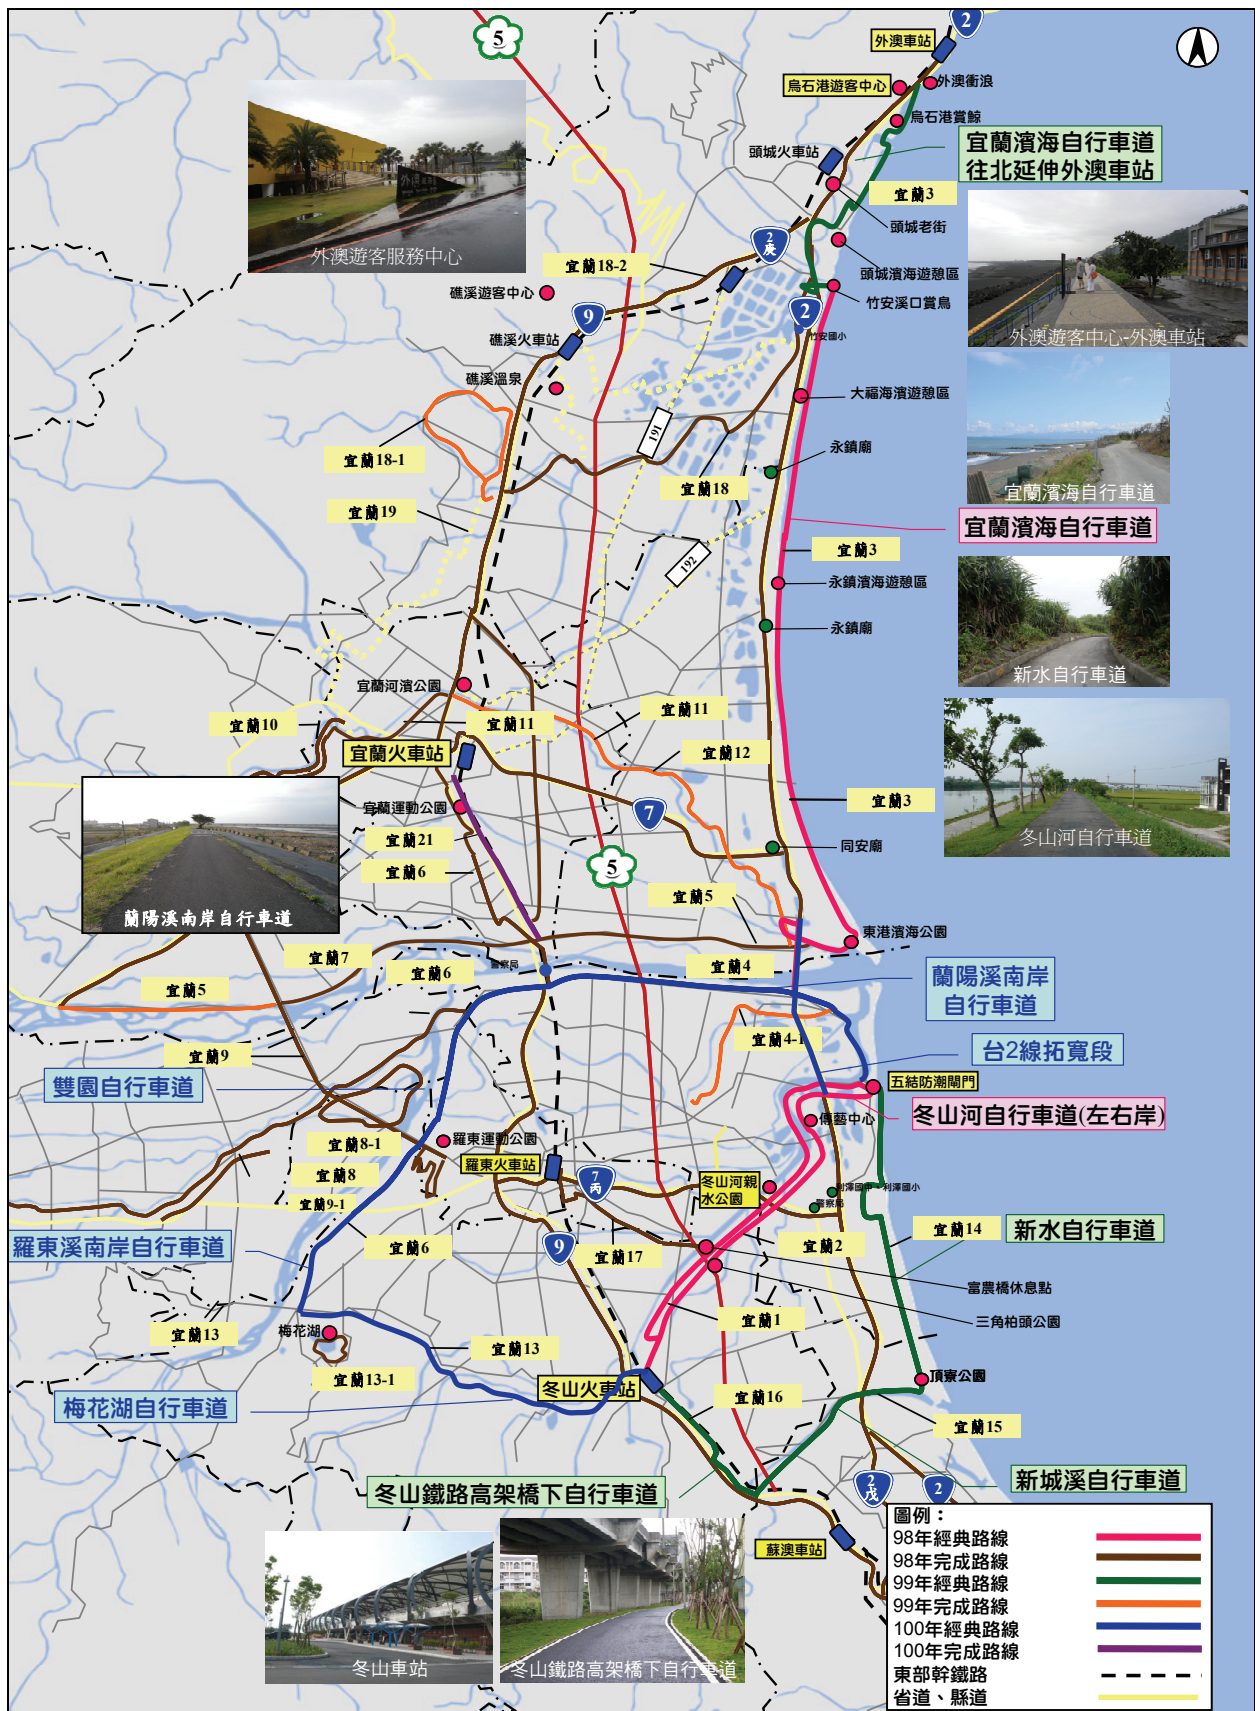 5
2
外澳車站
烏石港遊客中心
外澳衝浪
烏石港賞鯨
頭城火車站
宜蘭濱海自行車道
往北延伸外澳車站
宜蘭3
頭城老街
外澳遊客服務中心
2
庚
宜蘭18-2
頭城濱海遊憩區
礁溪遊客中心
竹安溪口賞鳥
9
2
竹安國小
外澳遊客中心-外澳車站
礁溪火車站
礁溪溫泉
大福海濱遊憩區
191
永鎮廟
宜蘭18-1
宜蘭18
宜蘭濱海自行車道
宜蘭19
宜蘭濱海自行車道
宜蘭3
192
永鎮濱海遊憩區
永鎮廟
新水自行車道
宜蘭河濱公園
宜蘭10
宜蘭11
宜蘭11
宜蘭火車站
宜蘭12
宜蘭運動公園
宜蘭3
7
宜蘭21
冬山河自行車道
同安廟
宜蘭6
5
宜蘭5
蘭陽溪南岸自行車道
東港濱海公園
宜蘭7
宜蘭6
警察局
宜蘭4
宜蘭5
蘭陽溪南岸
自行車道
宜蘭4-1
宜蘭9
台2線拓寬段
雙園自行車道
五結防潮閘門
冬山河自行車道(左右岸)
傳藝中心
宜蘭8-1
羅東運動公園
羅東火車站
宜蘭8
7
丙
冬山河親
水公園
利澤國中、利澤國小
警察局
宜蘭9-1
宜蘭14
新水自行車道
羅東溪南岸自行車道
宜蘭6
9
宜蘭17
宜蘭2
富農橋休息點
宜蘭1
三角柏頭公園
宜蘭13
梅花湖
宜蘭13
宜蘭13-1
冬山火車站
頂寮公園
梅花湖自行車道
宜蘭16
宜蘭15
冬山鐵路高架橋下自行車道
2
戊
2
新城溪自行車道
蘇澳車站
冬山車站
冬山鐵路高架橋下自行車道
圖例：
98年經典路線
98年完成路線
99年經典路線
99年完成路線
100年經典路線
100年完成路線
東部幹鐵路
省道、縣道